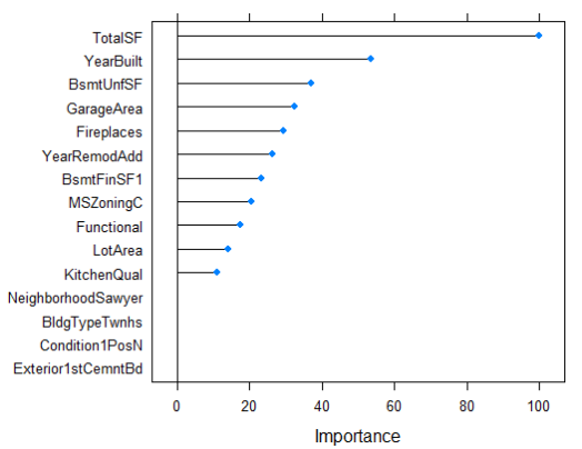 TotalSF
YearBuilt
BsmtUnfSF
GarageArea
Fireplaces
YearRemodAdd
BsmtFinSF1
MSZoningC
Functional
LotArea
KitchenQual
NeighborhoodSawyer
BldgTypeTwnhs
Condition1PosN
Exterior1stCemntBd
0 20 40 60 80 100
Importance